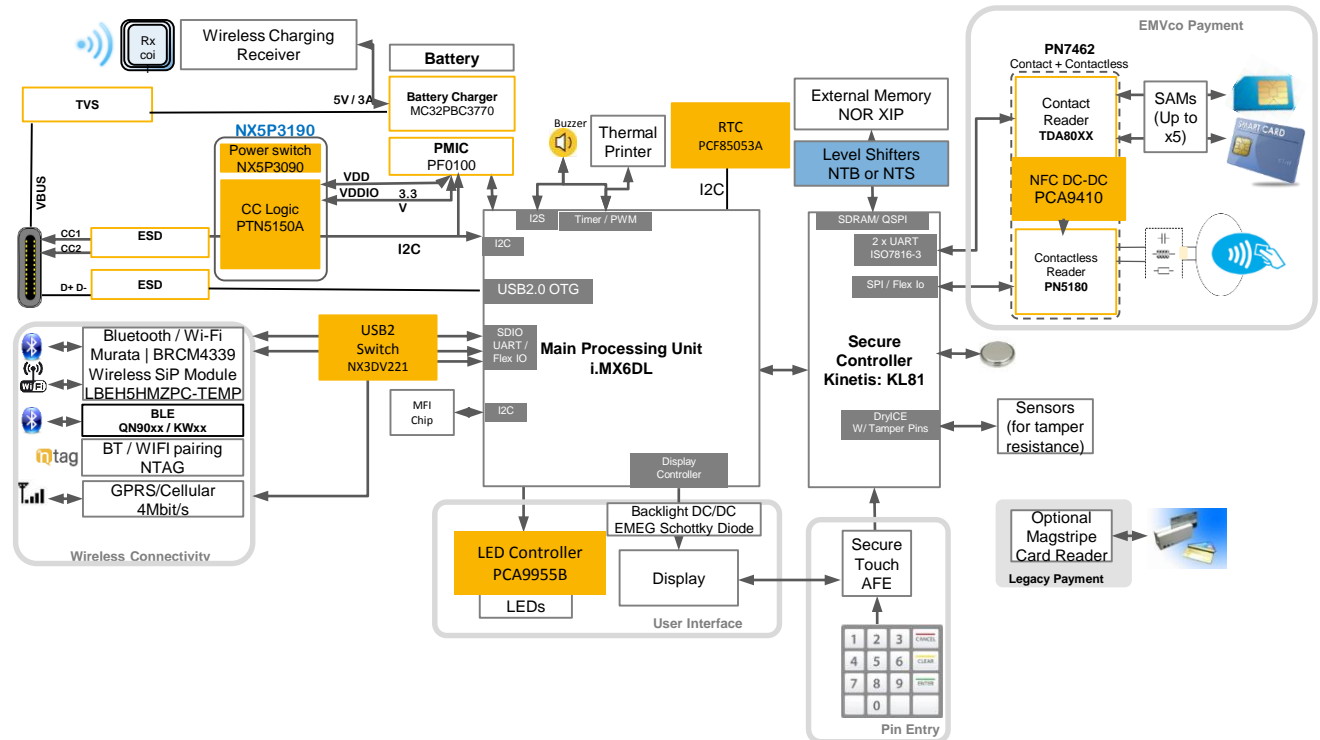 EMVco Payment
Rx
coi
Wireless Charging
Receiver
Battery
PN7462
Contact + Contactless
TVS
5V / 3A
Battery Charger
MC32PBC3770
External Memory
NOR XIP
Contact
Reader
TDA80XX
SAMs
(Up to
x5)
SMART CARD
NX5P3190
Power switch
NX5P3090
PMIC
PF0100
Buzzer
Thermal
Printer
RTC
PCF85053A
Level Shifters
NTB or NTS
NFC DC-DC
PCA9410
VDD
VDDIO
3.3
V
VBUS
CC Logic
PTN5150A
I2C
I2S
Timer / PWM
SDRAM/ QSPI
CC1
CC2
ESD
I2C
I2C
2 x UART
ISO7816-3
Contactless
Reader
PN5180
D+ D-
ESD
USB2.0 OTG
SPI / Flex Io
Bluetooth / Wi-Fi
Murata | BRCM4339
Wireless SiP Module
LBEH5HMZPC-TEMP
WiFi
USB2
Switch
NX3DV221
SDIO
UART /
Flex IO
Main Processing Unit
i.MX6DL
Secure
Controller
Kinetis: KL81
BLE
QN90xx / KWxx
MFI
Chip
I2C
DryICE
W/ Tamper Pins
Sensors
(for tamper
resistance)
ntag
BT / WIFI pairing
NTAG
Display
Controller
GPRS/Cellular
4Mbit/s
Wireless Connectivity
Backlight DC/DC
EMEG Schottky Diode
LED Controller
PCA9955B
LEDs
Display
User Interface
Secure
Touch
AFE
Optional
Magstripe
Card Reader
Legacy Payment
1 2 3 CANCEL
4 5 6 CLEAR
7 8 9 ENTER
0
Pin Entry